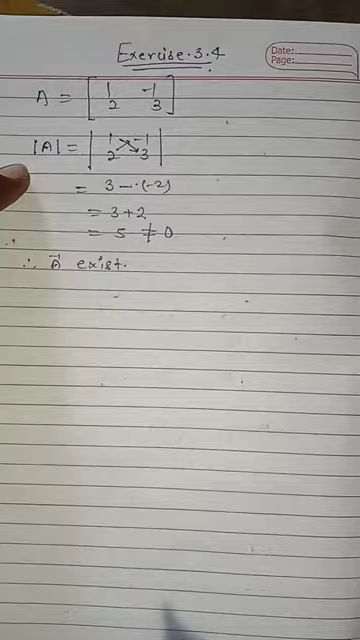 Exercise.3.4
Date:
Page:
A = [1 -1
2 3]
|A| = |1 -1
2 3|
= 3 - (-2)
= 3+2
= 5 ≠ 0
∴ A⁻¹ exist.